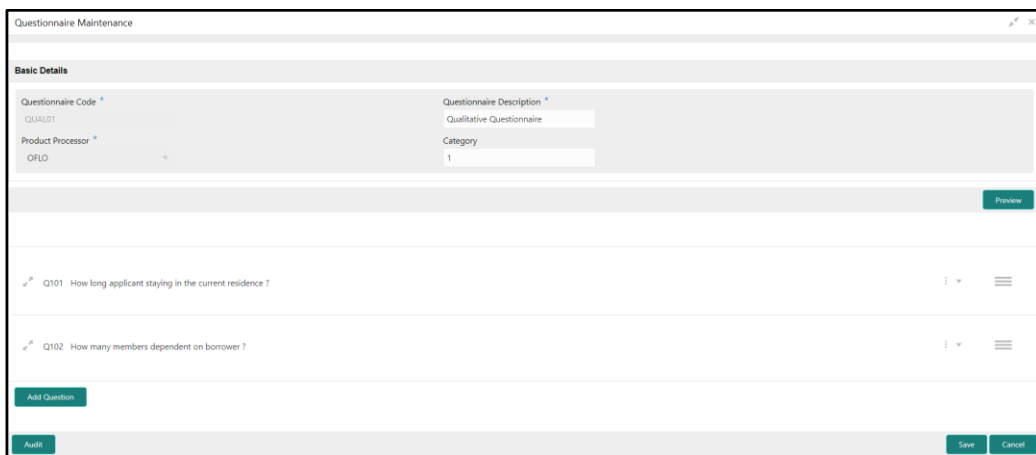 Questionnaire Maintenance
Basic Details
Questionnaire Code *
Questionnaire Description *
QUAL01
Qualitative Questionnaire
Product Processor *
Category
OFLO
1
Preview
Q101 How long applicant staying in the current residence ?
Q102 How many members dependent on borrower ?
Add Question
Audit
Save
Cancel